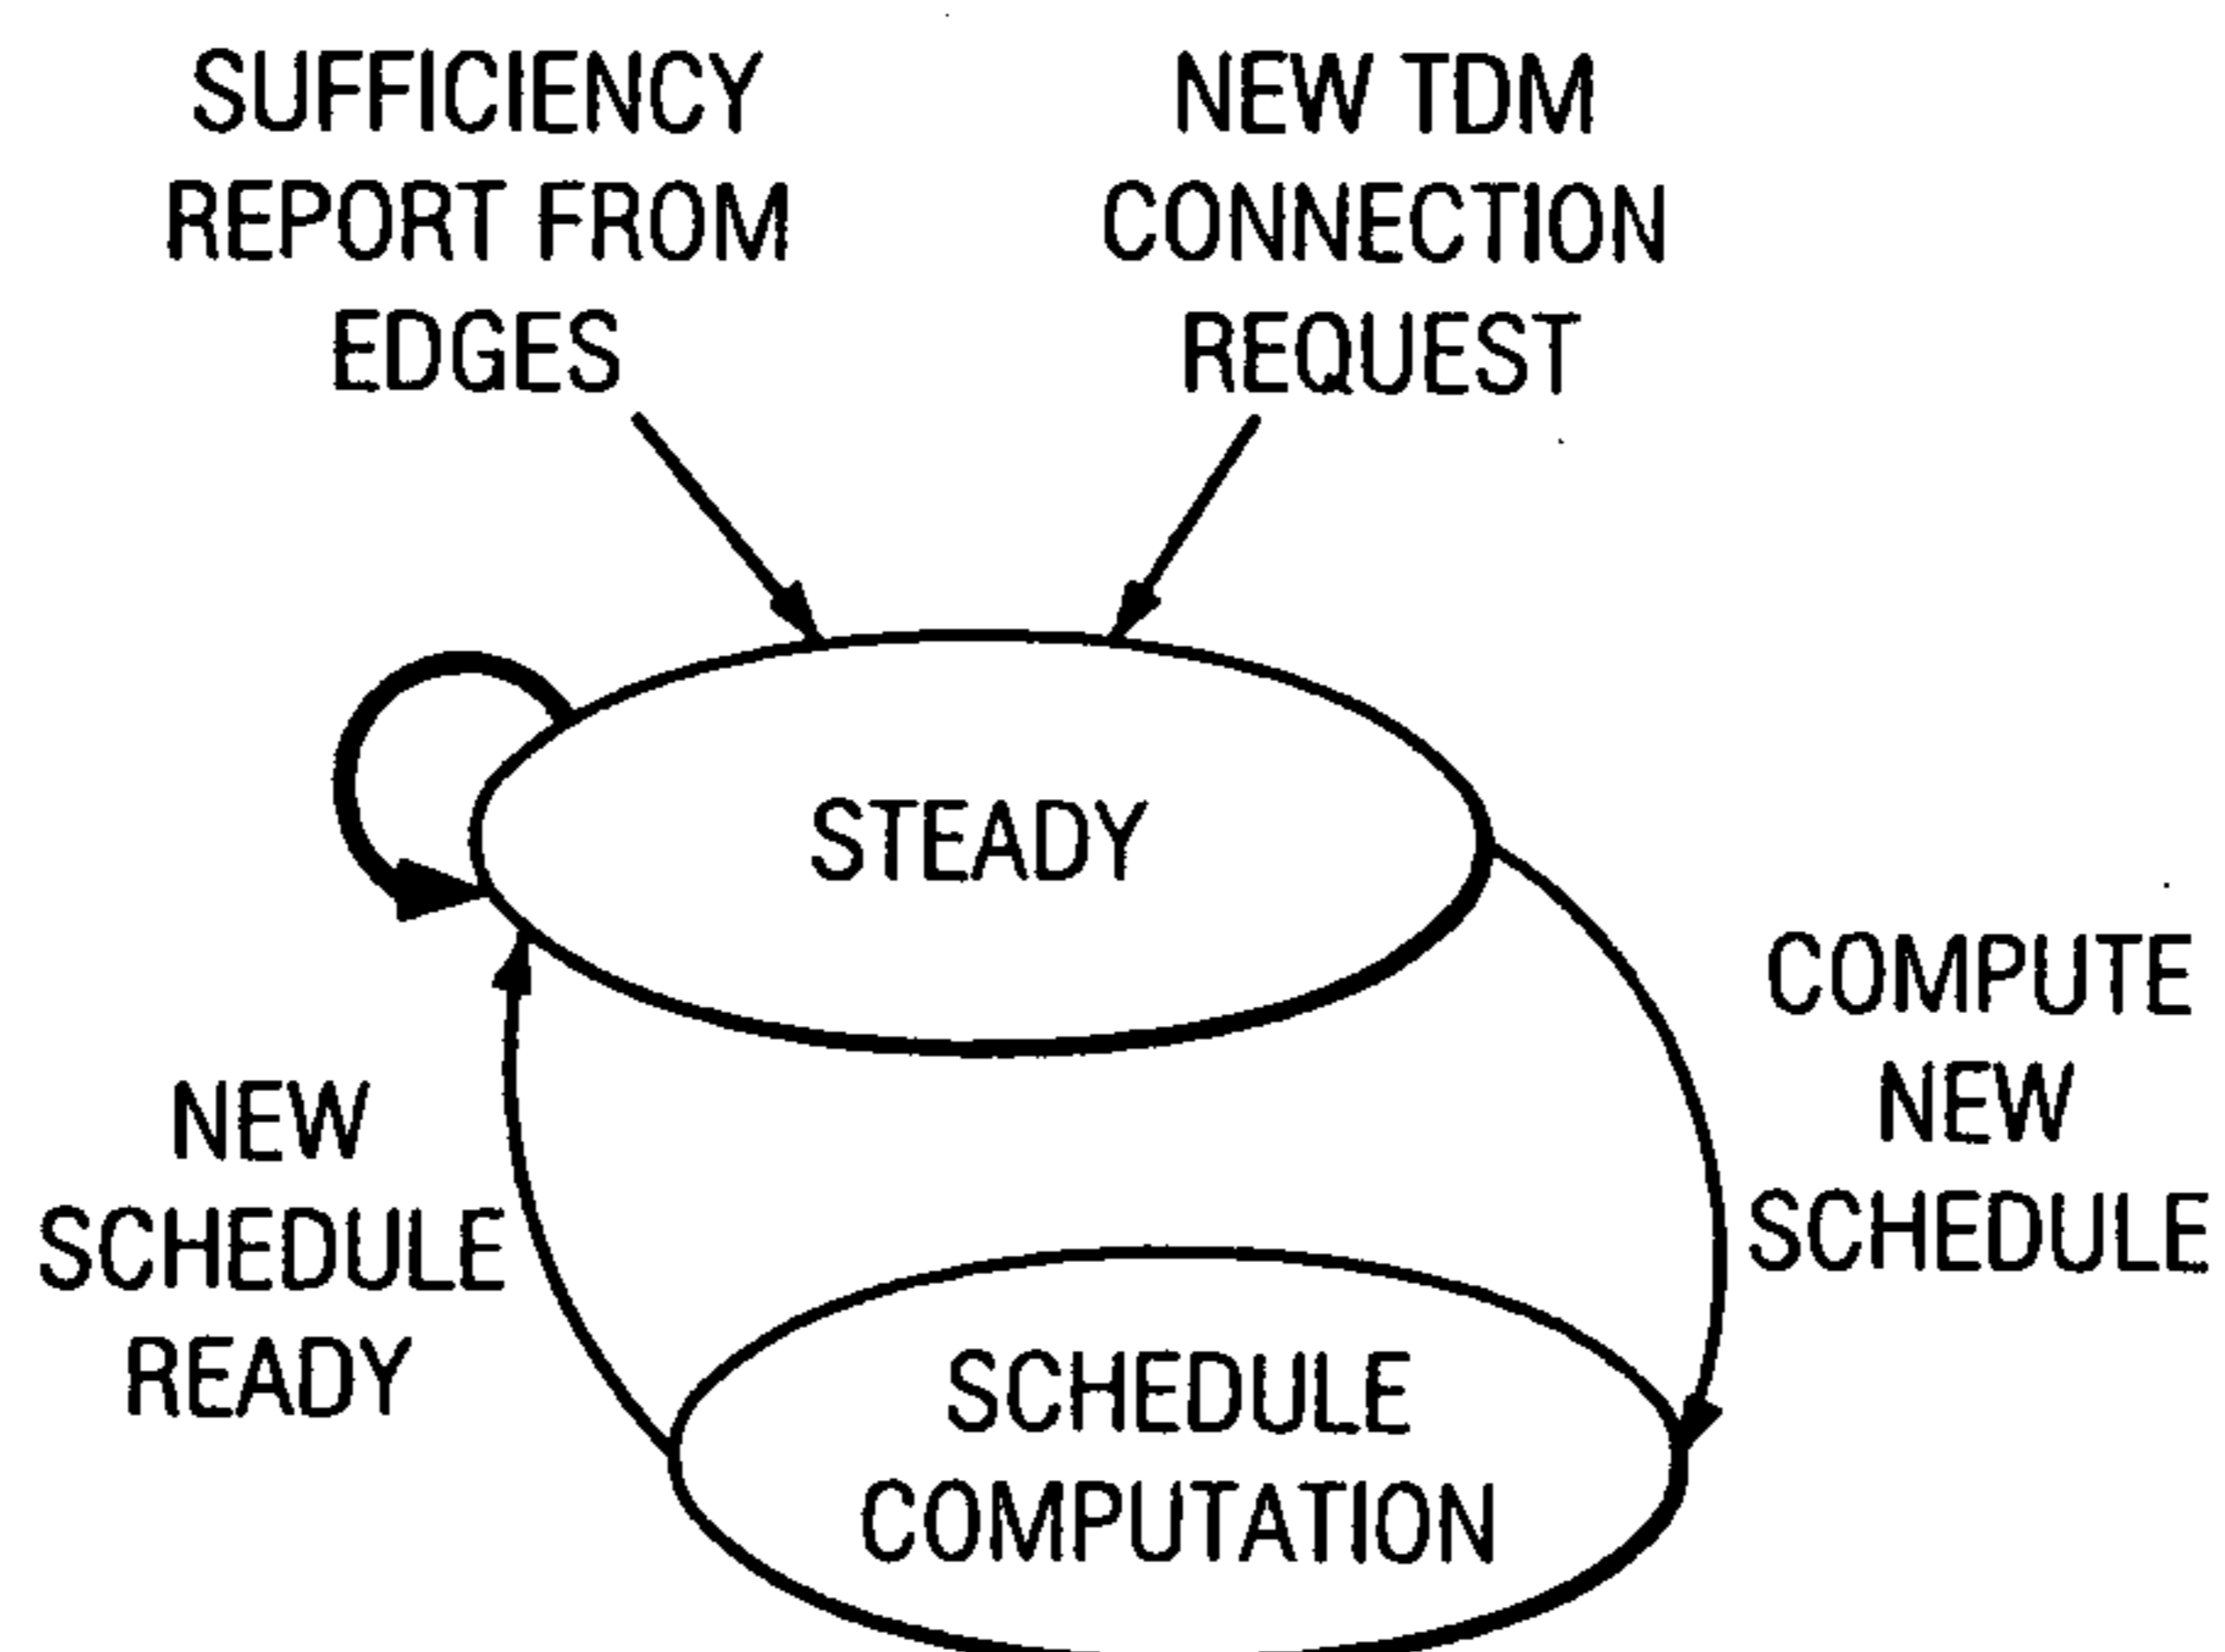 SUFFICIENCY
REPORT FROM
EDGES
NEW TDM
CONNECTION
REQUEST
STEADY
COMPUTE
NEW
SCHEDULE
NEW
SCHEDULE
READY
SCHEDULE
COMPUTATION